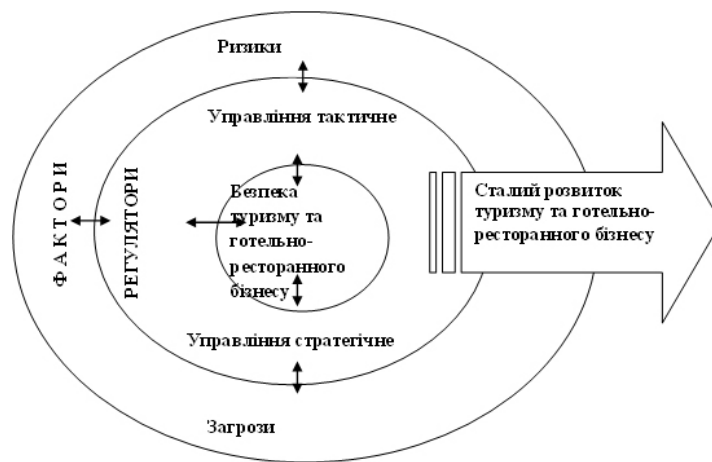 Ризики
Управління тактичне
ФАКТОРИ
РЕГУЛЯТОРИ
Безпека
туризму та
готельно-
ресторанного
бізнесу
Сталий розвиток
туризму та готельно-
ресторанного бізнесу
Управління стратегічне
Загрози